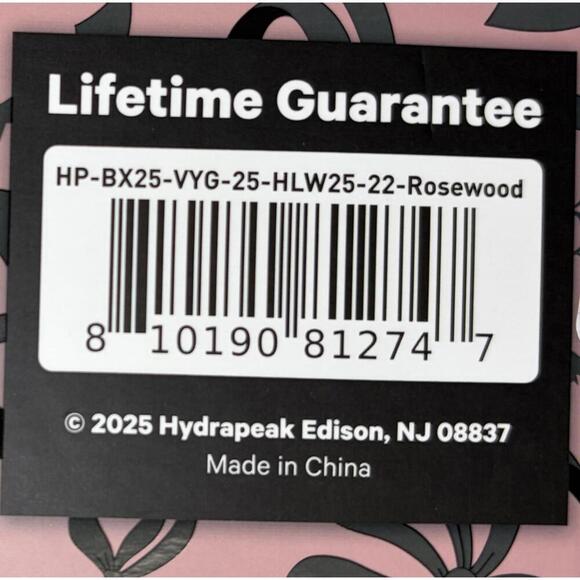 Lifetime Guarantee
HP-BX25-VYG-25-HLW25-22-Rosewood
8 10190 81274 7
© 2025 Hydrapeak Edison, NJ 08837
Made in China